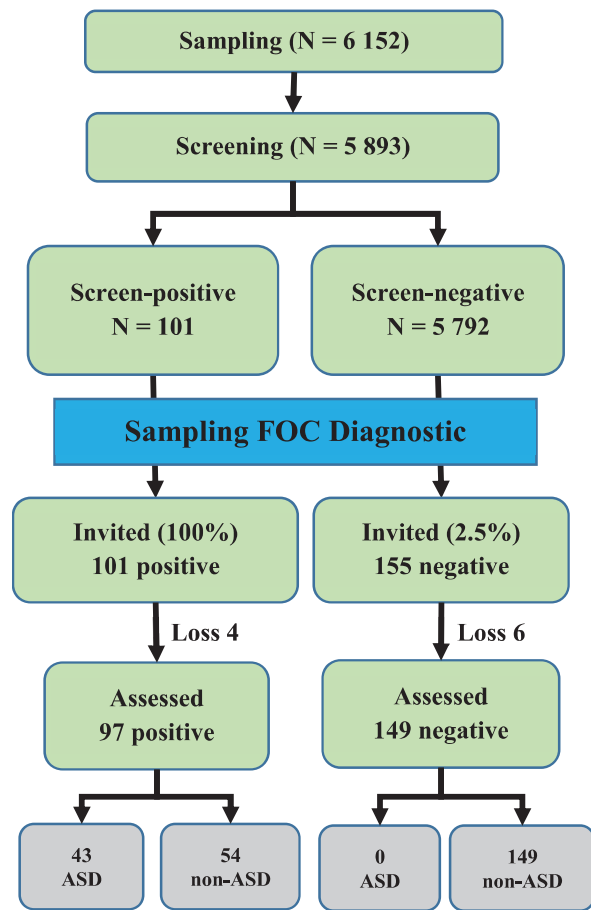 Sampling (N = 6 152)
Screening (N = 5 893)
Screen-positive
N = 101
Screen-negative
N = 5 792
Sampling FOC Diagnostic
Invited (100%)
101 positive
Invited (2.5%)
155 negative
Loss 4
Loss 6
Assessed
97 positive
Assessed
149 negative
43
ASD
54
non-ASD
0
ASD
149
non-ASD